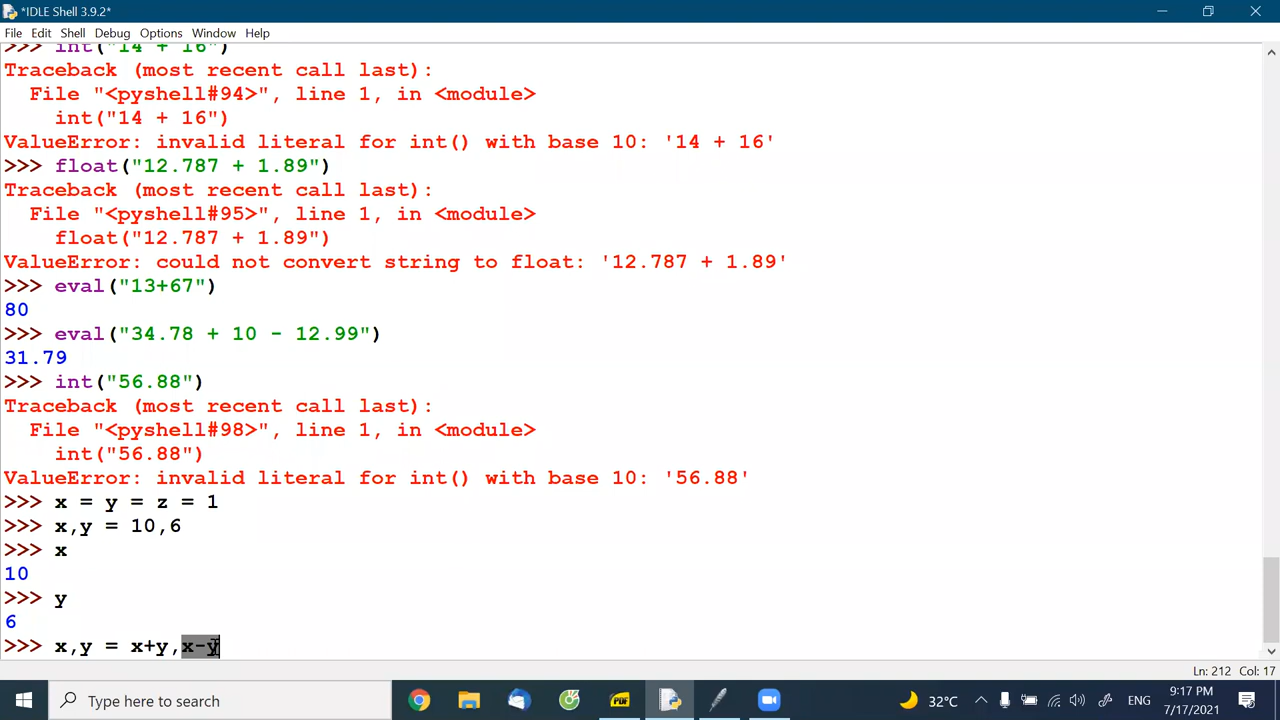 *IDLE Shell 3.9.2*
File Edit Shell Debug Options Window Help
>>> int("14 + 16")
Traceback (most recent call last):
  File "<pyshell#94>", line 1, in <module>
    int("14 + 16")
ValueError: invalid literal for int() with base 10: '14 + 16'
>>> float("12.787 + 1.89")
Traceback (most recent call last):
  File "<pyshell#95>", line 1, in <module>
    float("12.787 + 1.89")
ValueError: could not convert string to float: '12.787 + 1.89'
>>> eval("13+67")
80
>>> eval("34.78 + 10 - 12.99")
31.79
>>> int("56.88")
Traceback (most recent call last):
  File "<pyshell#98>", line 1, in <module>
    int("56.88")
ValueError: invalid literal for int() with base 10: '56.88'
>>> x = y = z = 1
>>> x,y = 10,6
>>> x
10
>>> y
6
>>> x,y = x+y,x-y
Ln: 212 Col: 17
Type here to search
PDF
32°C
ENG
9:17 PM
7/17/2021